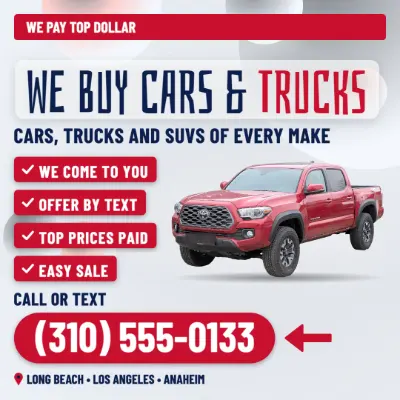 WE PAY TOP DOLLAR
WE BUY CARS & TRUCKS
CARS, TRUCKS AND SUVS OF EVERY MAKE
WE COME TO YOU
OFFER BY TEXT
TOP PRICES PAID
EASY SALE
CALL OR TEXT
(310) 555-0133
LONG BEACH • LOS ANGELES • ANAHEIM